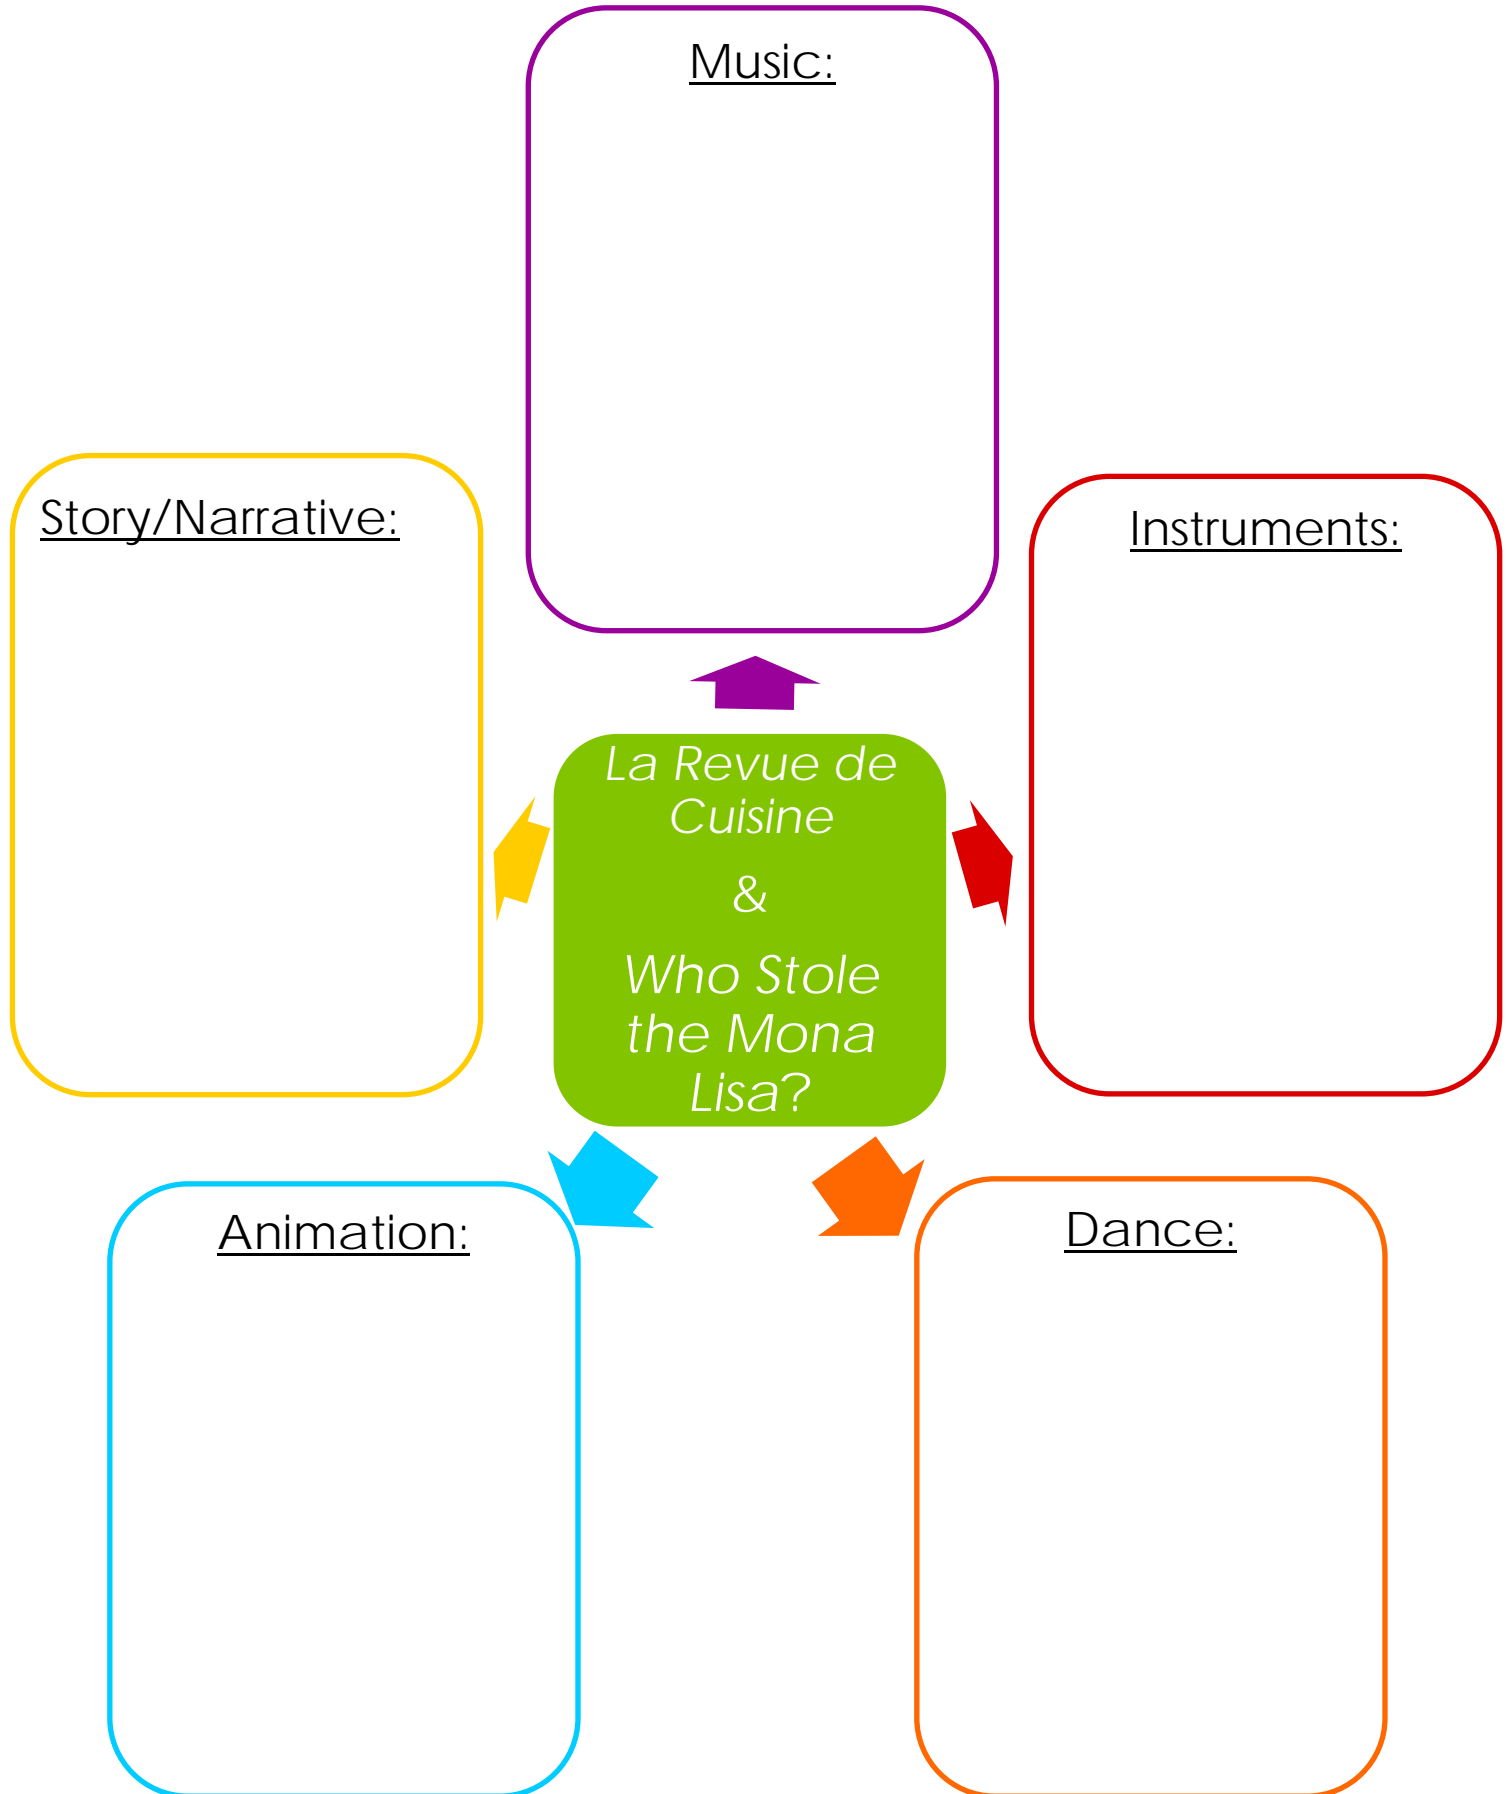 Music:
Story/Narrative:
Instruments:
La Revue de
Cuisine
&
Who Stole
the Mona
Lisa?
Animation:
Dance: